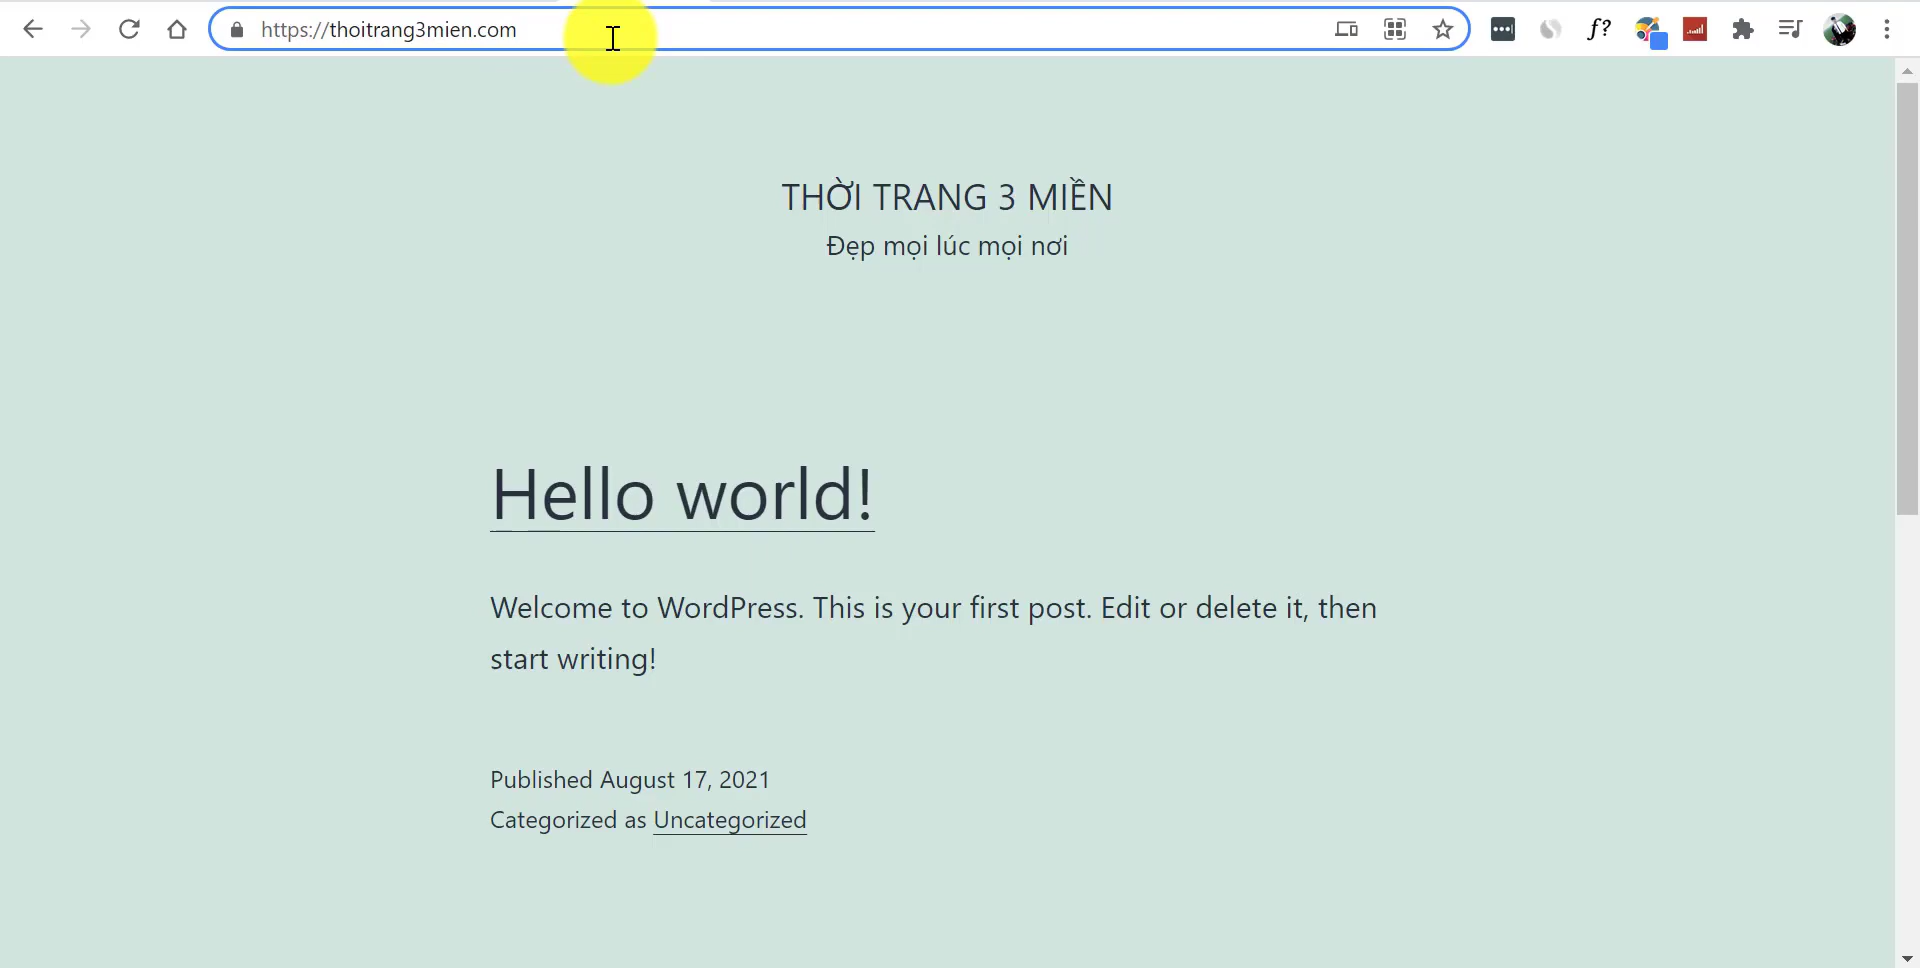 https://thoitrang3mien.com
f?
THỜI TRANG 3 MIỀN
Đẹp mọi lúc mọi nơi
Hello world!
Welcome to WordPress. This is your first post. Edit or delete it, then
start writing!
Published August 17, 2021
Categorized as Uncategorized